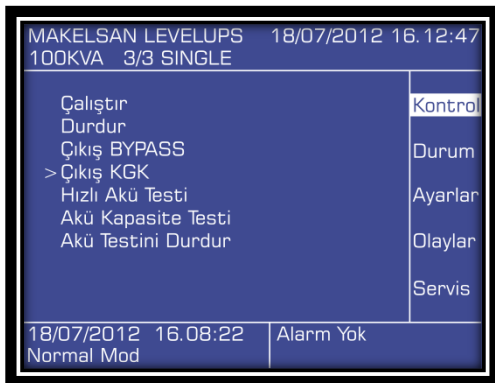 MAKELSAN LEVELUPS 18/07/2012 16.12:47
100KVA 3/3 SINGLE
Çalıştır
Durdur
Çıkış BYPASS
>Çıkış KGK
Hızlı Akü Testi
Akü Kapasite Testi
Akü Testini Durdur
Kontrol
Durum
Ayarlar
Olaylar
Servis
18/07/2012 16.08:22
Normal Mod
Alarm Yok